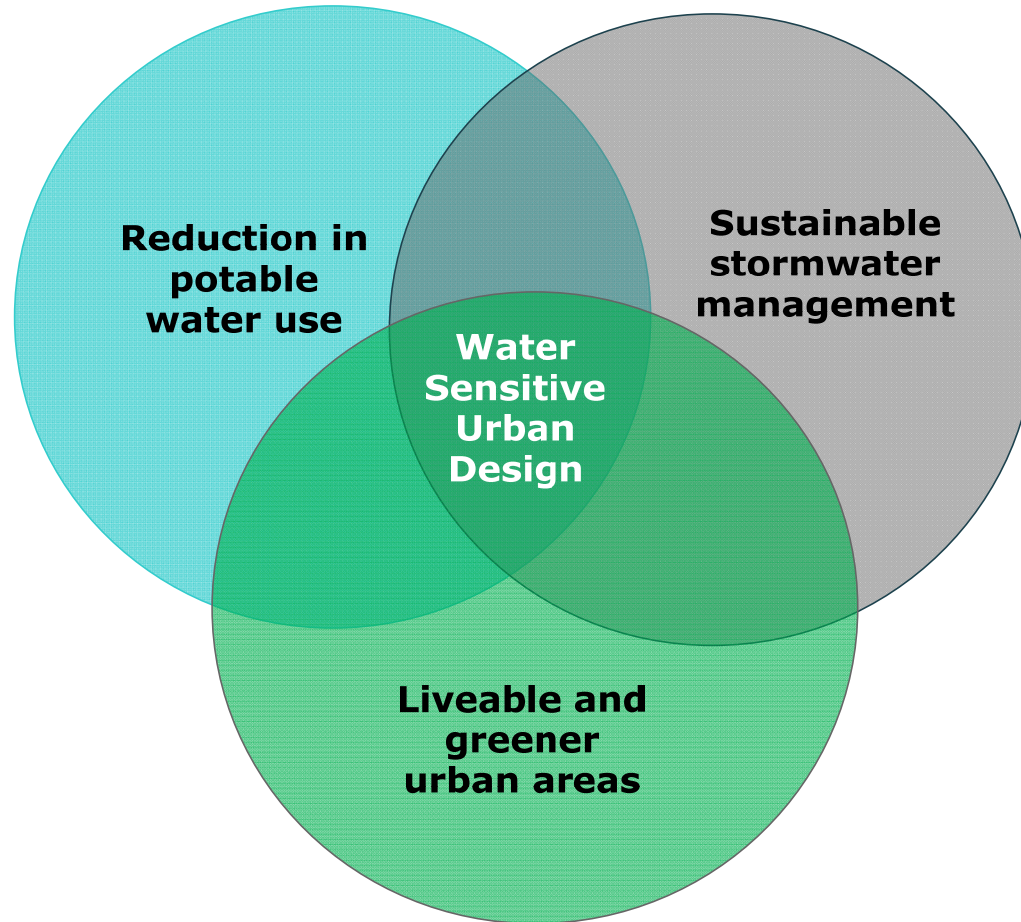 Reduction in
potable
water use
Sustainable
stormwater
management
Water
Sensitive
Urban
Design
Liveable and
greener
urban areas